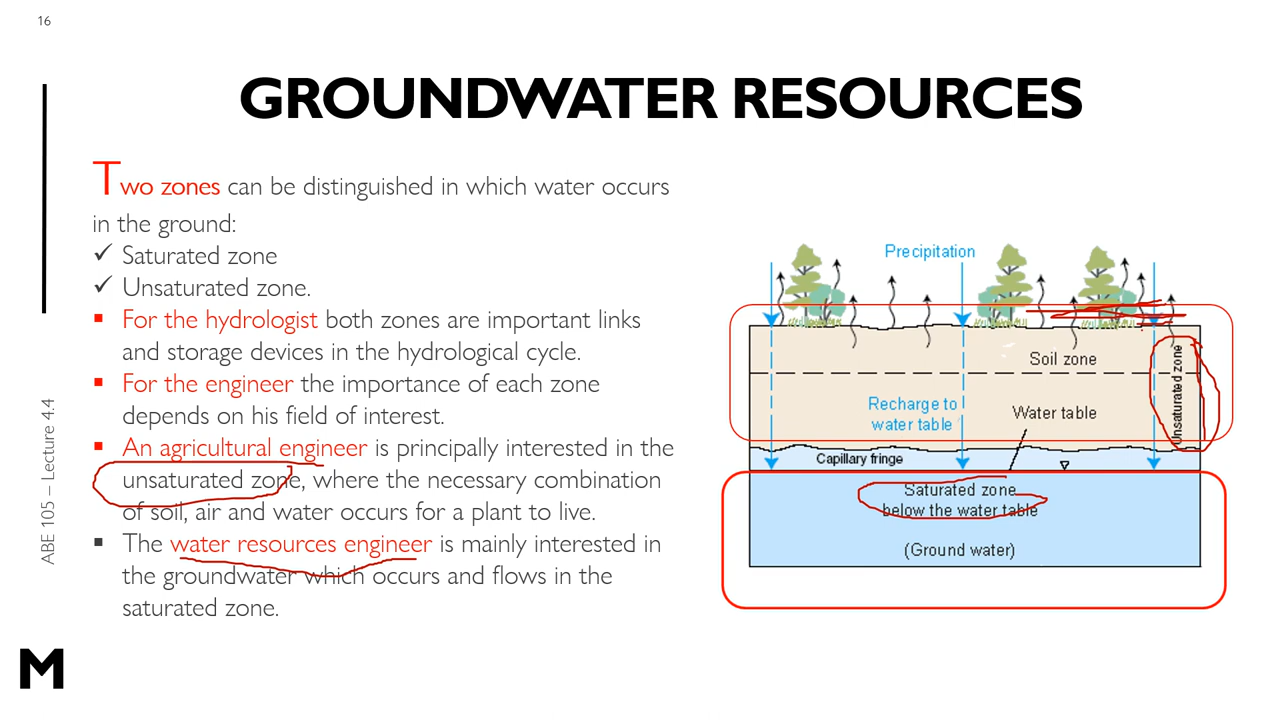 16
GROUNDWATER RESOURCES
Two zones can be distinguished in which water occurs
in the ground:
✓ Saturated zone
✓ Unsaturated zone.
▪ For the hydrologist both zones are important links
and storage devices in the hydrological cycle.
▪ For the engineer the importance of each zone
depends on his field of interest.
▪ An agricultural engineer is principally interested in the
unsaturated zone, where the necessary combination
of soil, air and water occurs for a plant to live.
▪ The water resources engineer is mainly interested in
the groundwater which occurs and flows in the
saturated zone.
Precipitation
Soil zone
Unsaturated zone
Recharge to
water table
Water table
Capillary fringe
Saturated zone
below the water table
(Ground water)
ABE 105 – Lecture 4.4
M